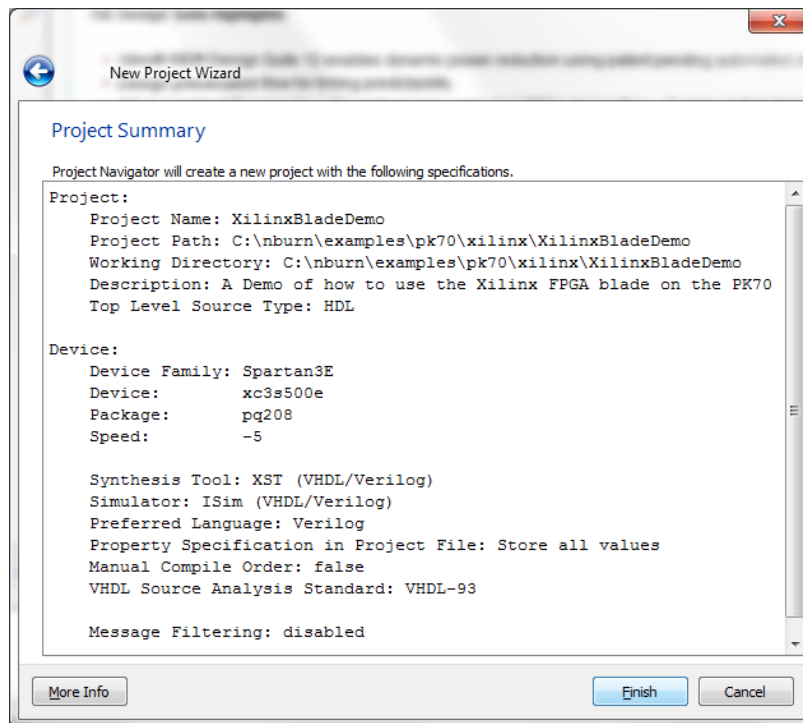 New Project Wizard
Project Summary
Project Navigator will create a new project with the following specifications.
Project:
Project Name: XilinxBladeDemo
Project Path: C:\nburn\examples\pk70\xilinx\XilinxBladeDemo
Working Directory: C:\nburn\examples\pk70\xilinx\XilinxBladeDemo
Description: A Demo of how to use the Xilinx FPGA blade on the PK70
Top Level Source Type: HDL
Device:
Device Family: Spartan3E
Device: xc3s500e
Package: pq208
Speed: -5
Synthesis Tool: XST (VHDL/Verilog)
Simulator: ISim (VHDL/Verilog)
Preferred Language: Verilog
Property Specification in Project File: Store all values
Manual Compile Order: false
VHDL Source Analysis Standard: VHDL-93
Message Filtering: disabled
More Info
Finish
Cancel